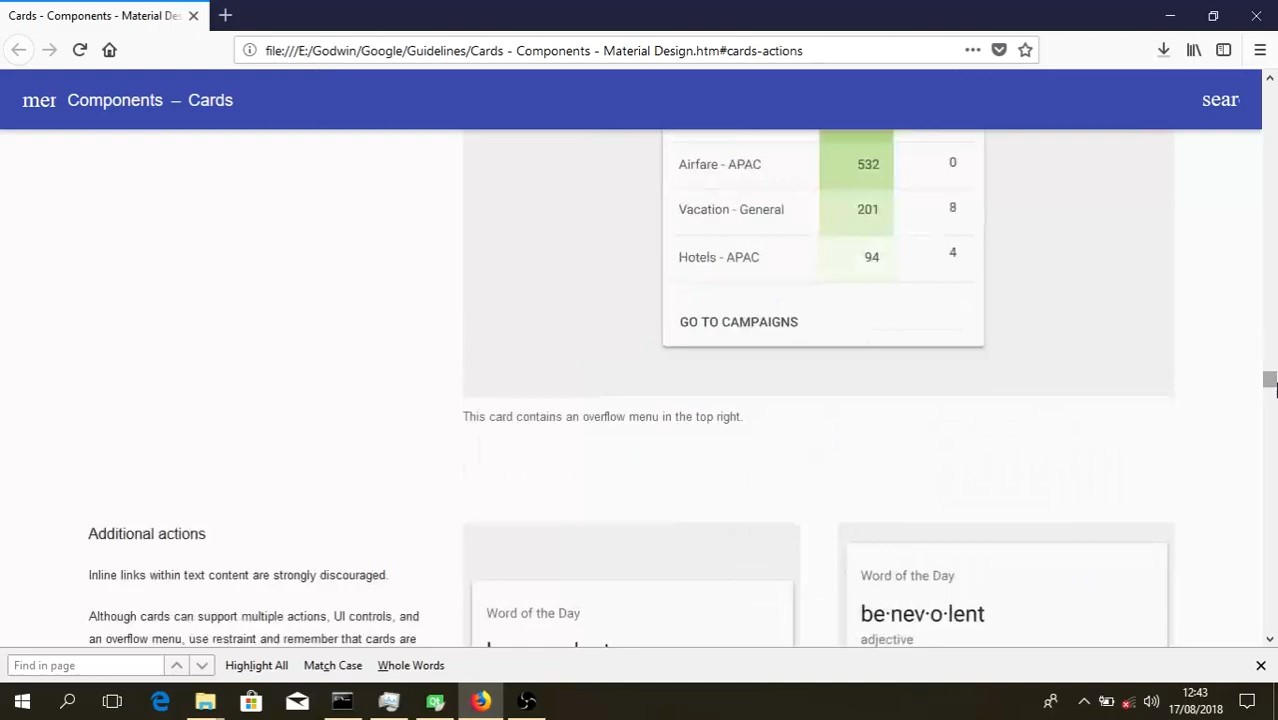 Cards - Components - Material Des
file:///E:/Godwin/Google/Guidelines/Cards - Components - Material Design.htm#cards-actions
mer Components – Cards
sear
Airfare - APAC 532 0
Vacation - General 201 8
Hotels - APAC 94 4
GO TO CAMPAIGNS
This card contains an overflow menu in the top right.
Additional actions
Inline links within text content are strongly discouraged.
Although cards can support multiple actions, UI controls, and
an overflow menu, use restraint and remember that cards are
Word of the Day
Word of the Day
be·nev·o·lent
adjective
Find in page Highlight All Match Case Whole Words
12:43
17/08/2018